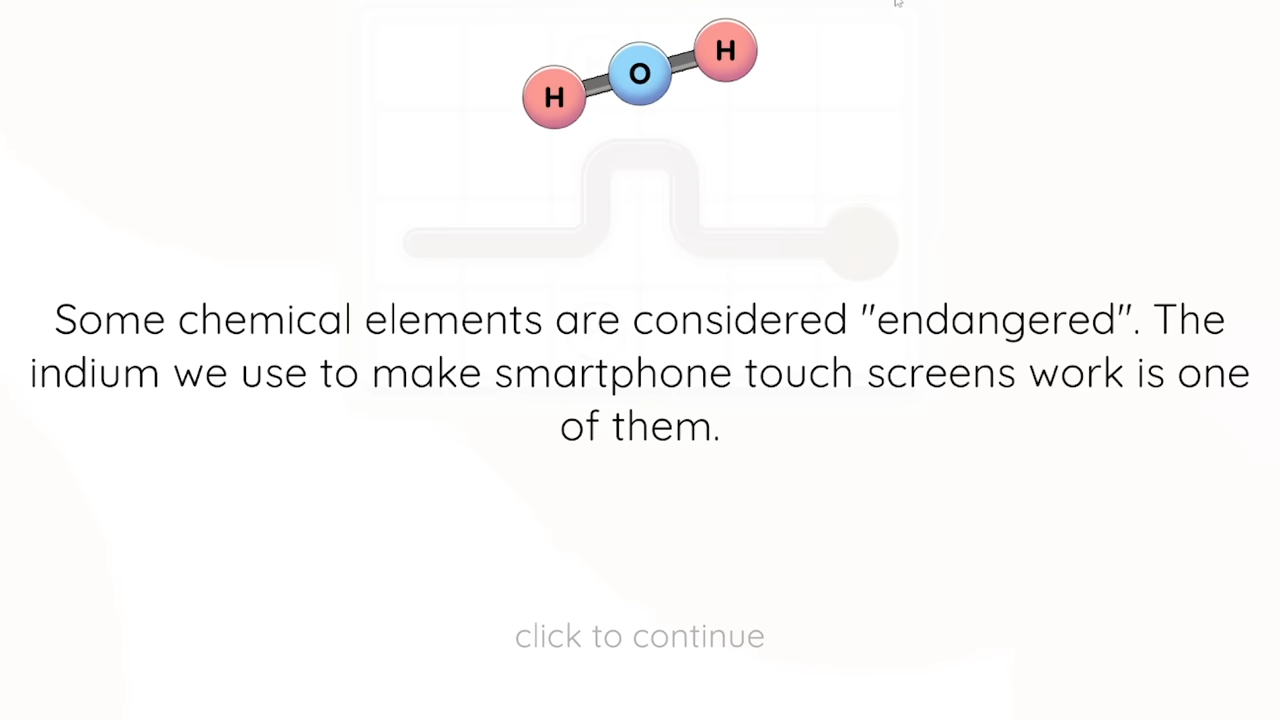 H O H
Some chemical elements are considered "endangered". The
indium we use to make smartphone touch screens work is one
of them.
click to continue